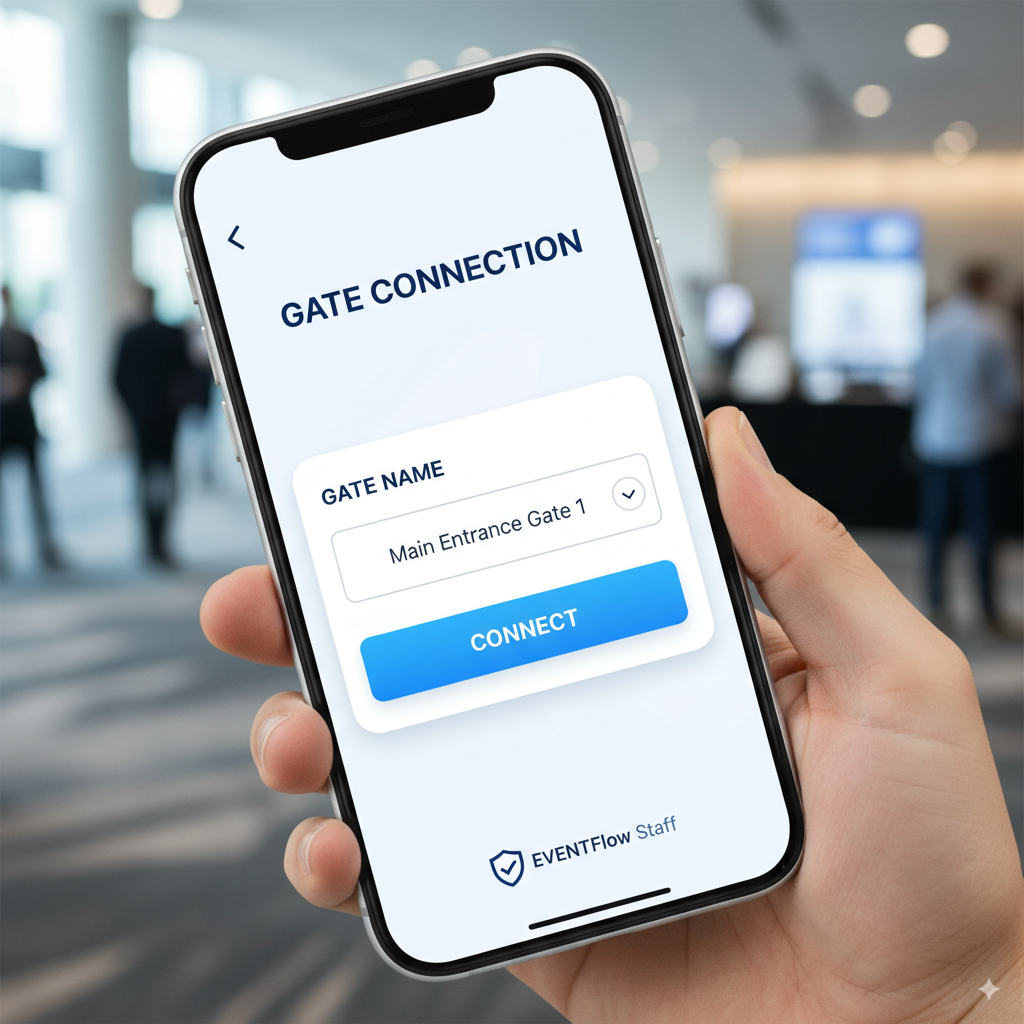 GATE CONNECTION
GATE NAME
Main Entrance Gate 1
CONNECT
EVENTFlow Staff